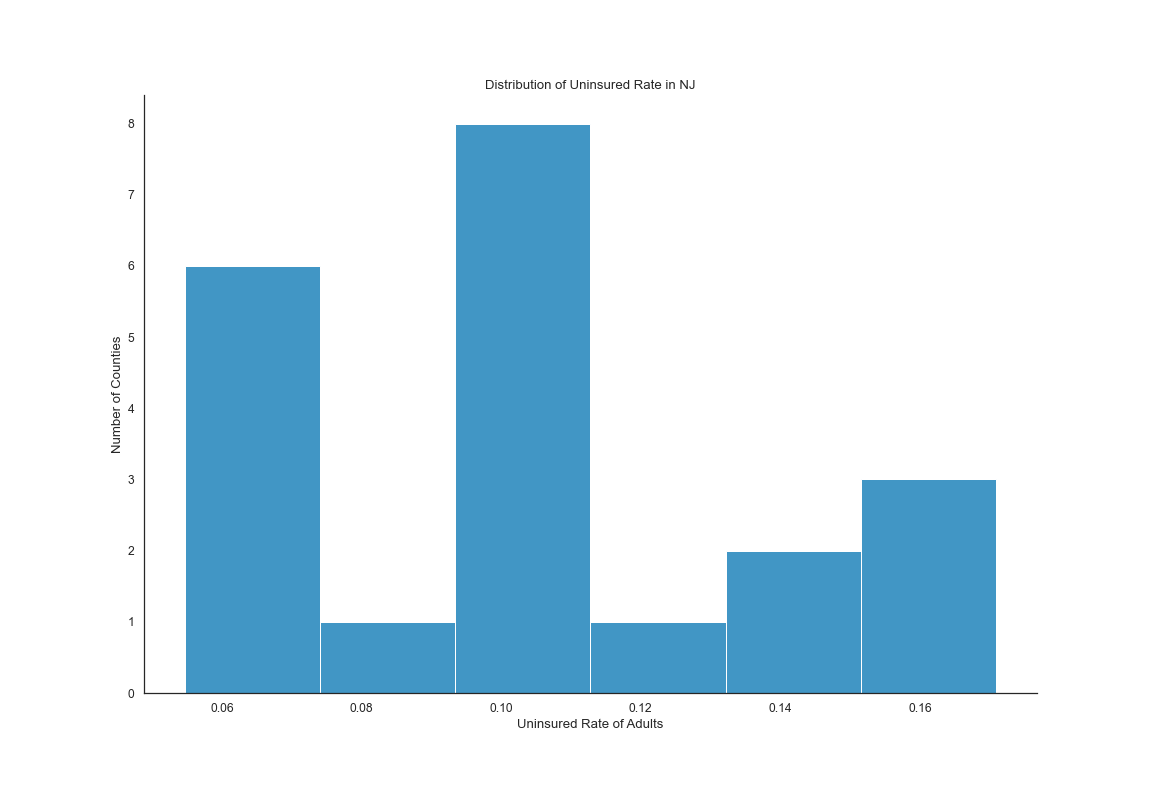 Distribution of Uninsured Rate in NJ
Number of Counties
8
7
6
5
4
3
2
1
0
0.06 0.08 0.10 0.12 0.14 0.16
Uninsured Rate of Adults